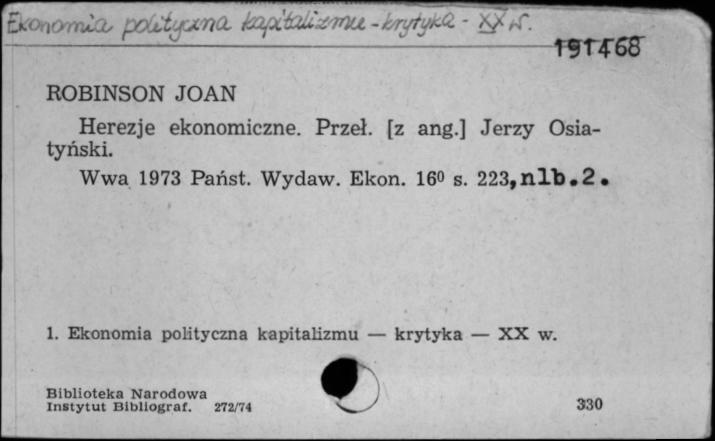 Ekonomia polityczna kapitalizmu - krytyka - XX w.
191468
ROBINSON JOAN
Herezje ekonomiczne. Przeł. [z ang.] Jerzy Osia-
tyński.
Wwa 1973 Państ. Wydaw. Ekon. 16⁰ s. 223, nlb.2.
1. Ekonomia polityczna kapitalizmu — krytyka — XX w.
Biblioteka Narodowa
Instytut Bibliograf. 272/74
330